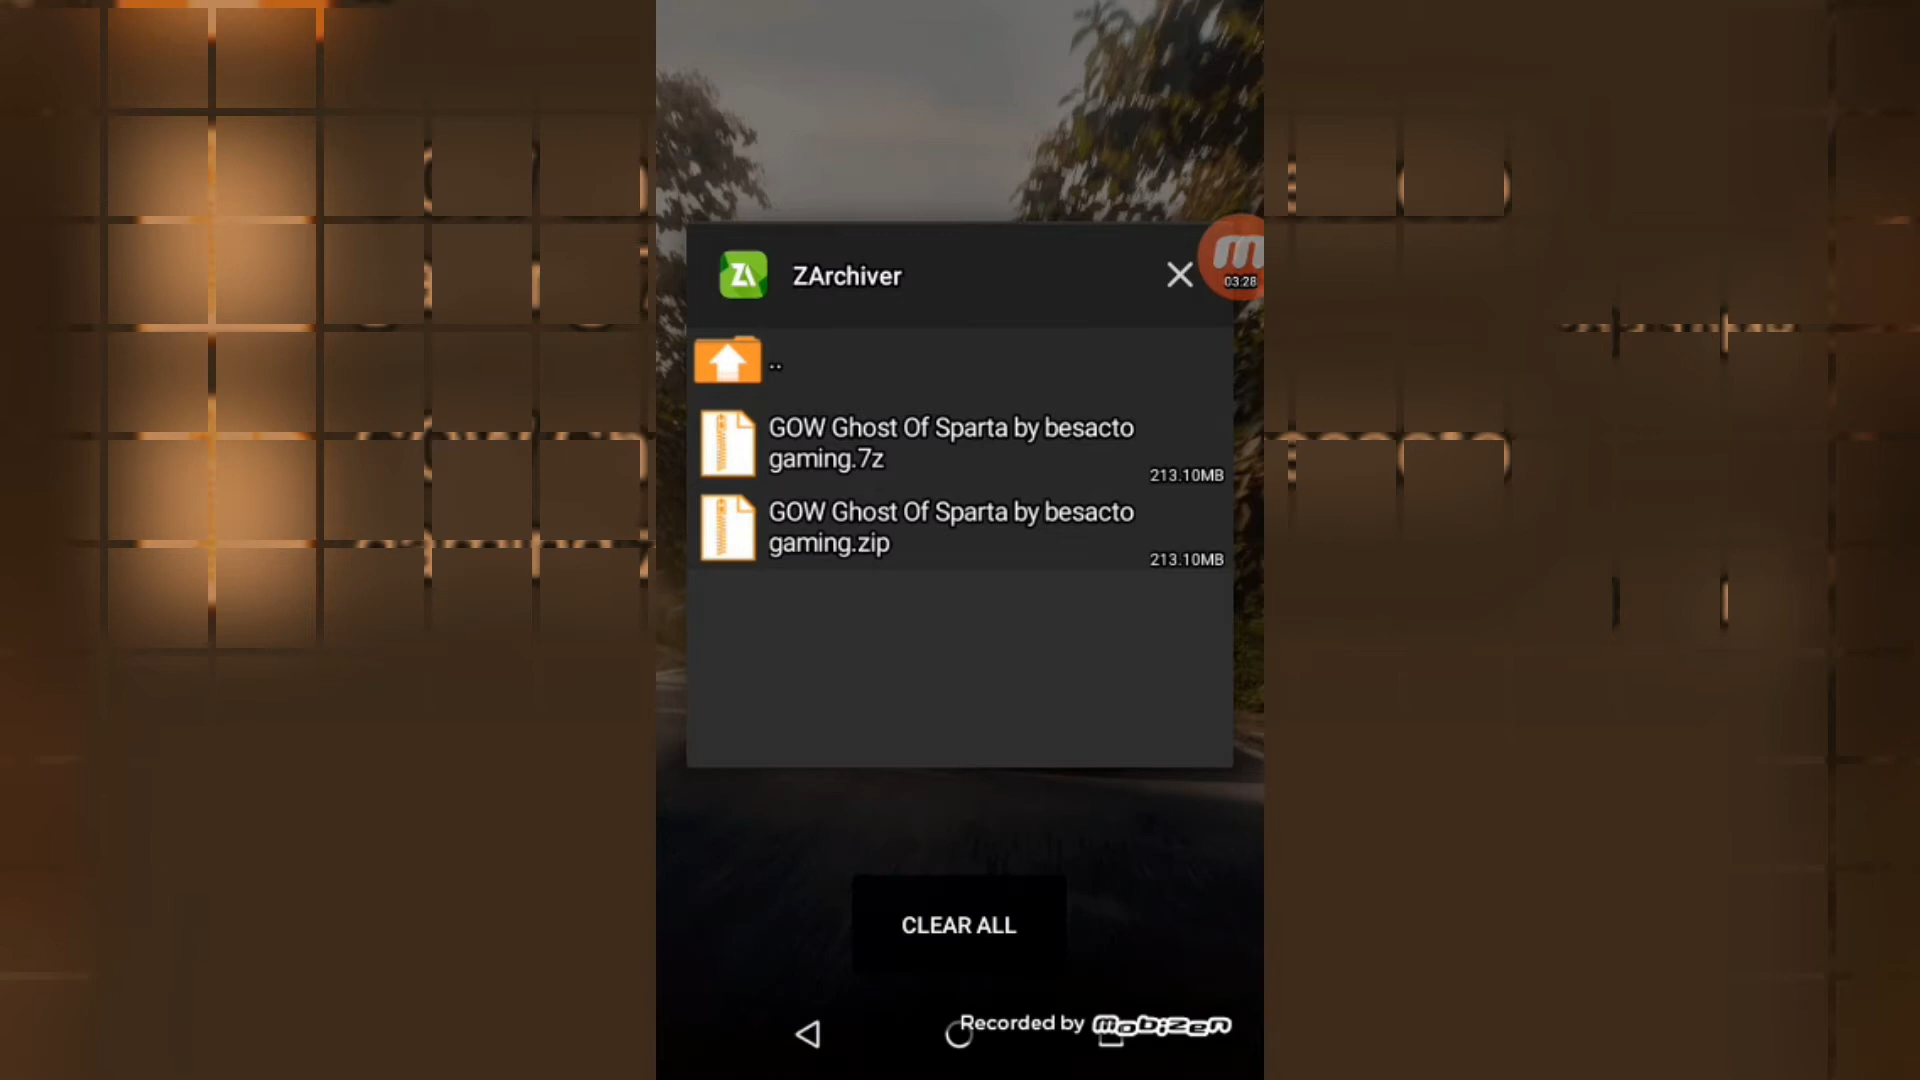 ZA
ZArchiver
m
03:28
..
GOW Ghost Of Sparta by besacto
gaming.7z
213.10MB
GOW Ghost Of Sparta by besacto
gaming.zip
213.10MB
CLEAR ALL
Recorded by mobizen